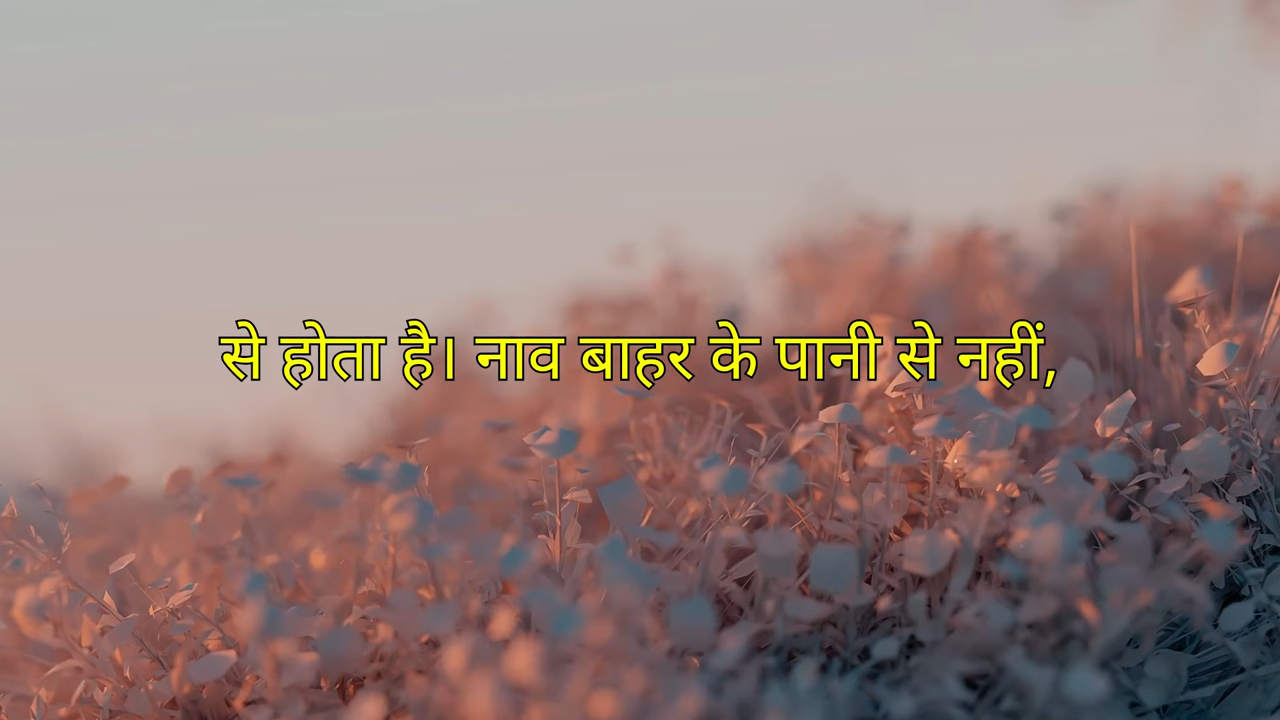 से होता है। नाव बाहर के पानी से नहीं,